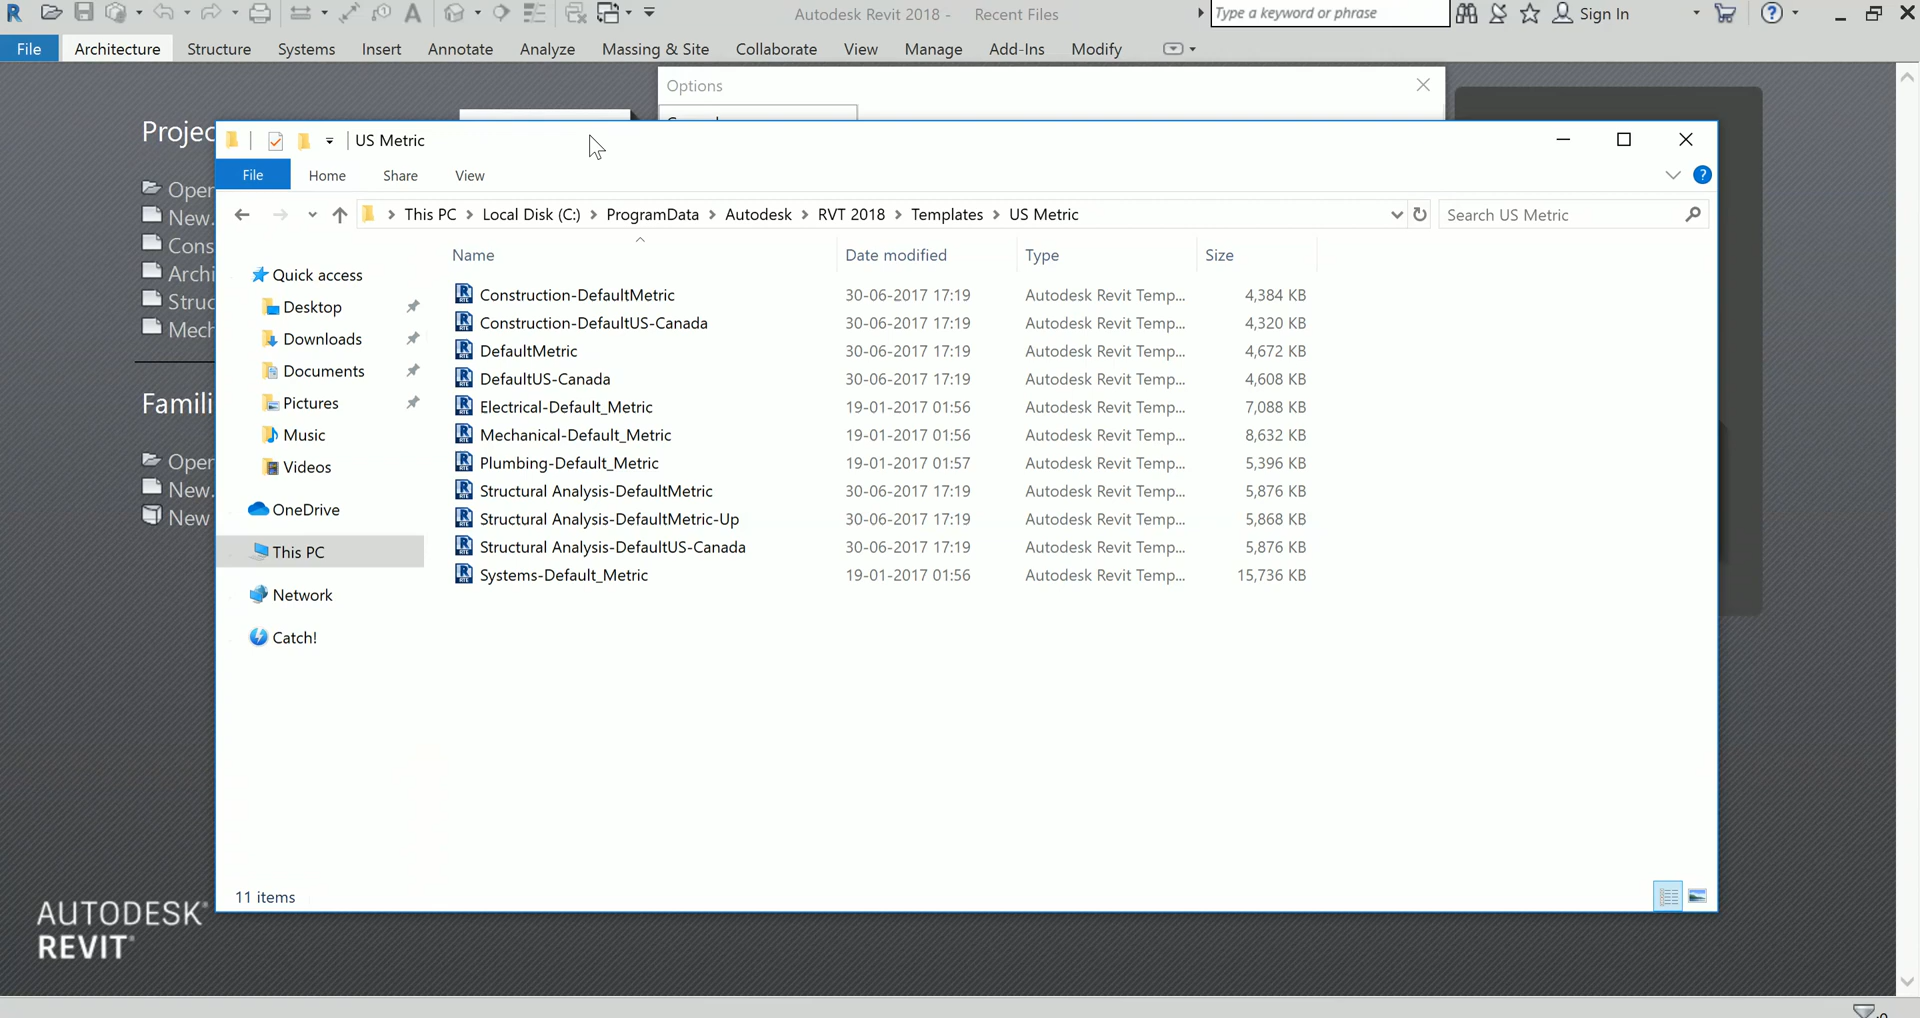 Autodesk Revit 2018 - Recent Files
Type a keyword or phrase
Sign In
File Architecture Structure Systems Insert Annotate Analyze Massing & Site Collaborate View Manage Add-Ins Modify
Options
Projec
US Metric
File Home Share View
This PC Local Disk (C:) ProgramData Autodesk RVT 2018 Templates US Metric
Search US Metric
Name Date modified Type Size
Quick access
Desktop
Downloads
Documents
Pictures
Music
Videos
OneDrive
This PC
Network
Catch!
Construction-DefaultMetric 30-06-2017 17:19 Autodesk Revit Temp... 4,384 KB
Construction-DefaultUS-Canada 30-06-2017 17:19 Autodesk Revit Temp... 4,320 KB
DefaultMetric 30-06-2017 17:19 Autodesk Revit Temp... 4,672 KB
DefaultUS-Canada 30-06-2017 17:19 Autodesk Revit Temp... 4,608 KB
Electrical-Default_Metric 19-01-2017 01:56 Autodesk Revit Temp... 7,088 KB
Mechanical-Default_Metric 19-01-2017 01:56 Autodesk Revit Temp... 8,632 KB
Plumbing-Default_Metric 19-01-2017 01:57 Autodesk Revit Temp... 5,396 KB
Structural Analysis-DefaultMetric 30-06-2017 17:19 Autodesk Revit Temp... 5,876 KB
Structural Analysis-DefaultMetric-Up 30-06-2017 17:19 Autodesk Revit Temp... 5,868 KB
Structural Analysis-DefaultUS-Canada 30-06-2017 17:19 Autodesk Revit Temp... 5,876 KB
Systems-Default_Metric 19-01-2017 01:56 Autodesk Revit Temp... 15,736 KB
11 items
Oper
New.
Cons
Archi
Struc
Mech
Famili
Oper
New.
New
AUTODESK®
REVIT®